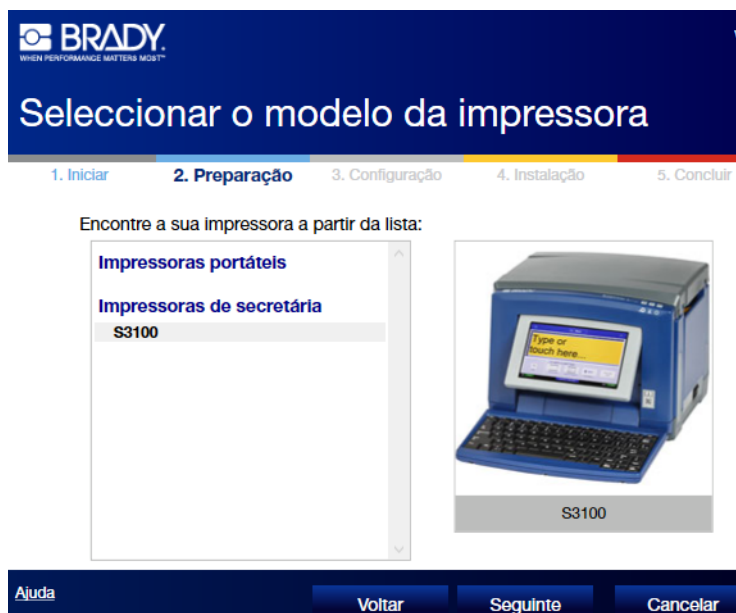 BRADY.
WHEN PERFORMANCE MATTERS MOST™
Seleccionar o modelo da impressora
1. Iniciar 2. Preparação 3. Configuração 4. Instalação 5. Concluir
Encontre a sua impressora a partir da lista:
Impressoras portáteis
Impressoras de secretária
S3100
Type or
touch here...
S3100
Ajuda
Voltar Seguinte Cancelar